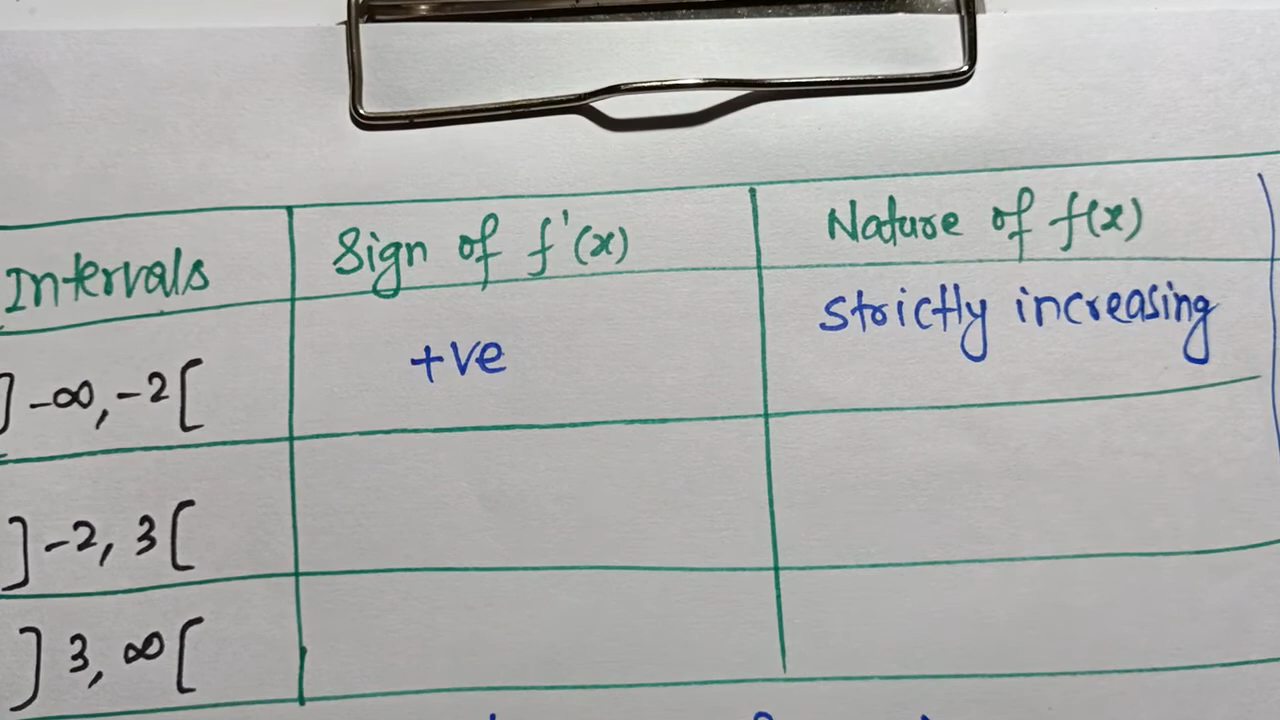 Intervals Sign of f'(x) Nature of f(x)
]-∞, -2[ +ve strictly increasing
]-2, 3[
]3, ∞[